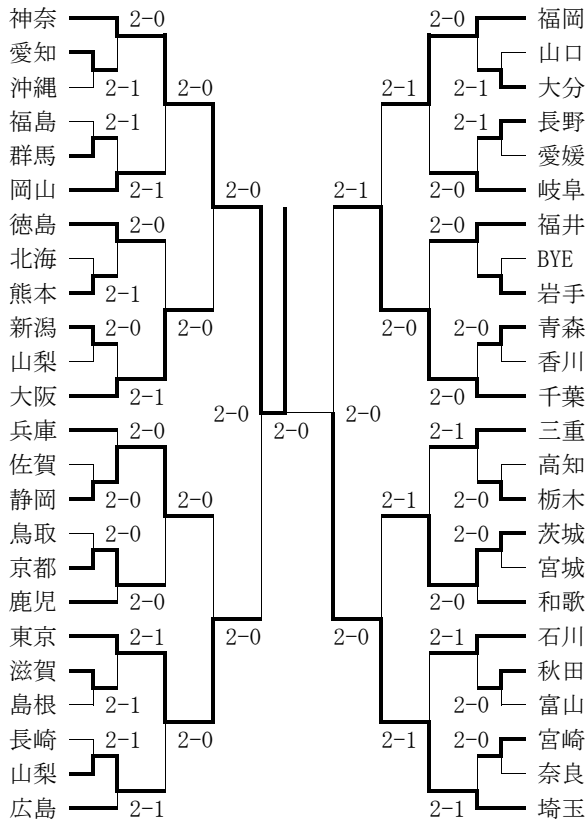 神奈 2-0 2-0 福岡
愛知 山口
沖縄 2-1 2-0 2-1 2-1 大分
福島 2-1 2-1 長野
群馬 愛媛
岡山 2-1 2-0 2-1 2-0 岐阜
徳島 2-0 2-0 福井
北海 BYE
熊本 2-1 岩手
新潟 2-0 2-0 2-0 2-0 青森
山梨 香川
大阪 2-1 2-0 2-0 2-0 2-0 千葉
兵庫 2-0 2-1 三重
佐賀 高知
静岡 2-0 2-0 2-1 2-0 栃木
鳥取 2-0 2-0 茨城
京都 宮城
鹿児 2-0 2-0 和歌
東京 2-1 2-0 2-0 2-1 石川
滋賀 秋田
島根 2-1 2-0 富山
長崎 2-1 2-0 2-1 2-0 宮崎
山梨 奈良
広島 2-1 2-1 埼玉